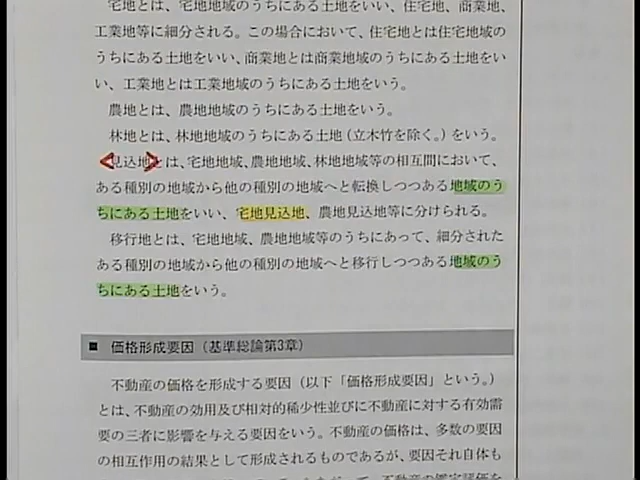 宅地とは、宅地地域のうちにある土地をいい、住宅地、商業地、
工業地等に細分される。この場合において、住宅地とは住宅地域の
うちにある土地をいい、商業地とは商業地域のうちにある土地をい
い、工業地とは工業地域のうちにある土地をいう。
農地とは、農地地域のうちにある土地をいう。
林地とは、林地地域のうちにある土地（立木竹を除く。）をいう。
見込地とは、宅地地域、農地地域、林地地域等の相互間において、
ある種別の地域から他の種別の地域へと転換しつつある地域のう
ちにある土地をいい、宅地見込地、農地見込地等に分けられる。
移行地とは、宅地地域、農地地域等のうちにあって、細分された
ある種別の地域から他の種別の地域へと移行しつつある地域のう
ちにある土地をいう。
■ 価格形成要因（基準総論第3章）
不動産の価格を形成する要因（以下「価格形成要因」という。）
とは、不動産の効用及び相対的稀少性並びに不動産に対する有効需
要の三者に影響を与える要因をいう。不動産の価格は、多数の要因
の相互作用の結果として形成されるものであるが、要因それ自体も